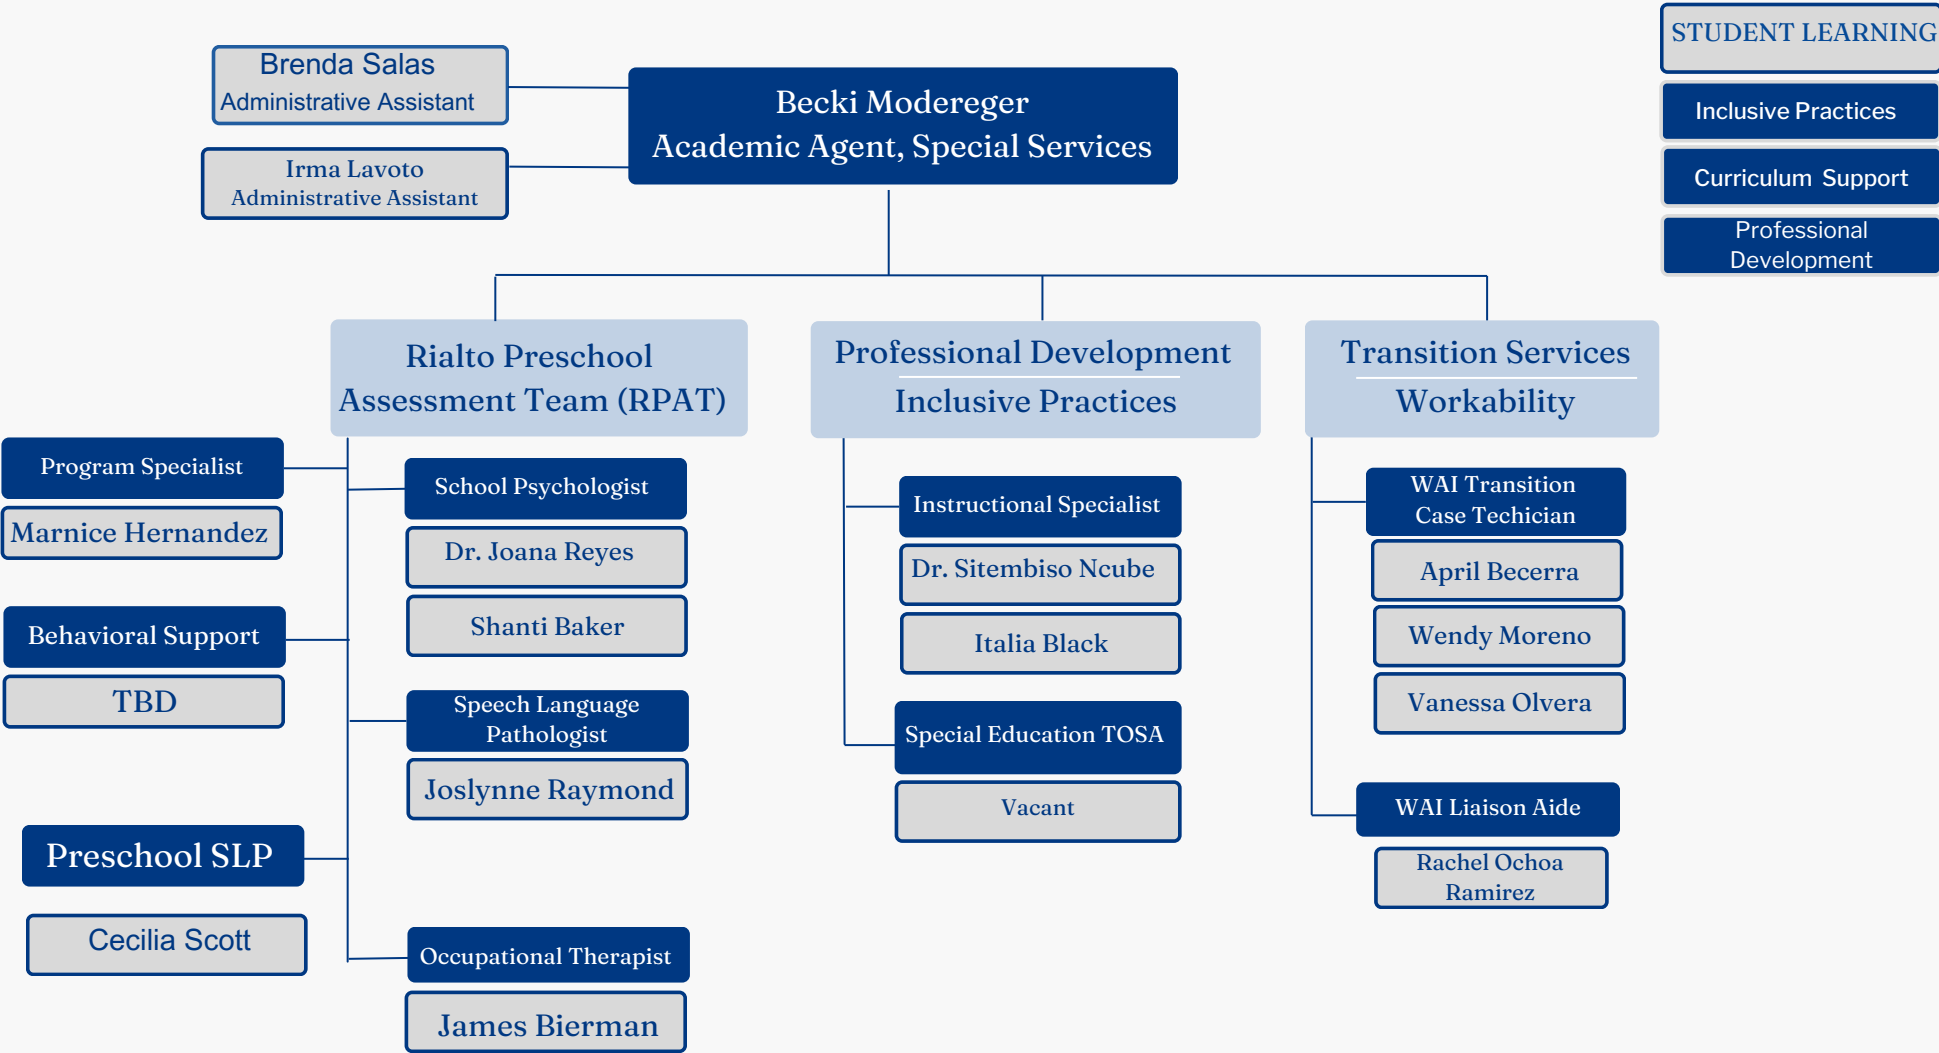 Brenda Salas
Administrative Assistant
Irma Lavoto
Administrative Assistant
Becki Modereger
Academic Agent, Special Services
STUDENT LEARNING
Inclusive Practices
Curriculum Support
Professional
Development
Rialto Preschool
Assessment Team (RPAT)
Program Specialist
Marnice Hernandez
Behavioral Support
TBD
Preschool SLP
Cecilia Scott
School Psychologist
Dr. Joana Reyes
Shanti Baker
Speech Language
Pathologist
Joslynne Raymond
Occupational Therapist
James Bierman
Professional Development
Inclusive Practices
Instructional Specialist
Dr. Sitembiso Ncube
Italia Black
Special Education TOSA
Vacant
Transition Services
Workability
WAI Transition
Case Techician
April Becerra
Wendy Moreno
Vanessa Olvera
WAI Liaison Aide
Rachel Ochoa
Ramirez